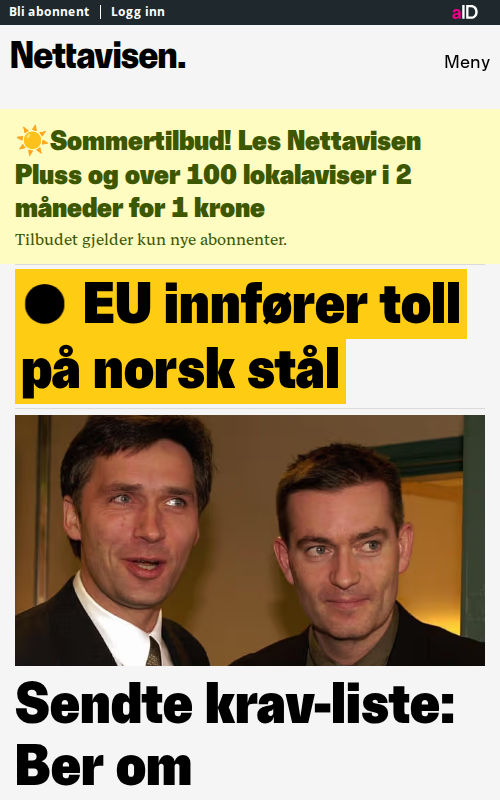 Bli abonnent
Logg inn
aID
Nettavisen.
Meny
☀️Sommertilbud! Les Nettavisen
Pluss og over 100 lokalaviser i 2
måneder for 1 krone
Tilbudet gjelder kun nye abonnenter.
● EU innfører toll
på norsk stål
Sendte krav-liste:
Ber om